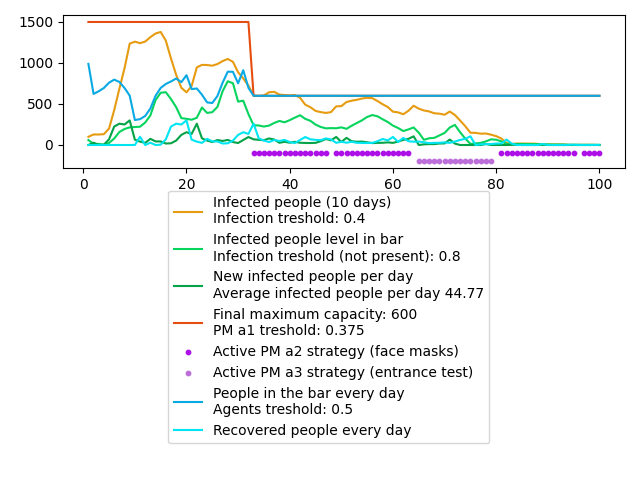 1500
1000
500
0
0 20 40 60 80 100
Infected people (10 days)
Infection treshold: 0.4
Infected people level in bar
Infection treshold (not present): 0.8
New infected people per day
Average infected people per day 44.77
Final maximum capacity: 600
PM a1 treshold: 0.375
Active PM a2 strategy (face masks)
Active PM a3 strategy (entrance test)
People in the bar every day
Agents treshold: 0.5
Recovered people every day